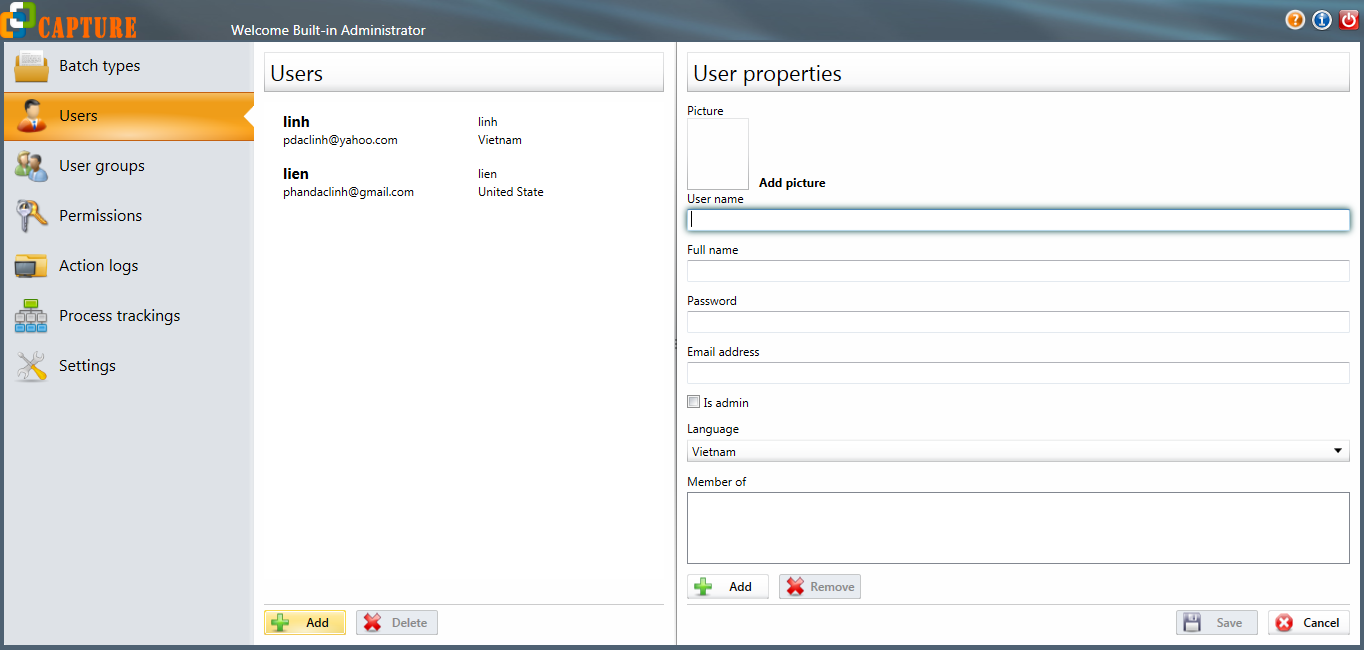 CAPTURE
Welcome Built-in Administrator
Batch types
Users
User groups
Permissions
Action logs
Process trackings
Settings
Users
linh linh
pdaclinh@yahoo.com Vietnam
lien lien
phandaclinh@gmail.com United State
Add Delete
User properties
Picture
Add picture
User name
Full name
Password
Email address
Is admin
Language
Vietnam
Member of
Add Remove
Save Cancel